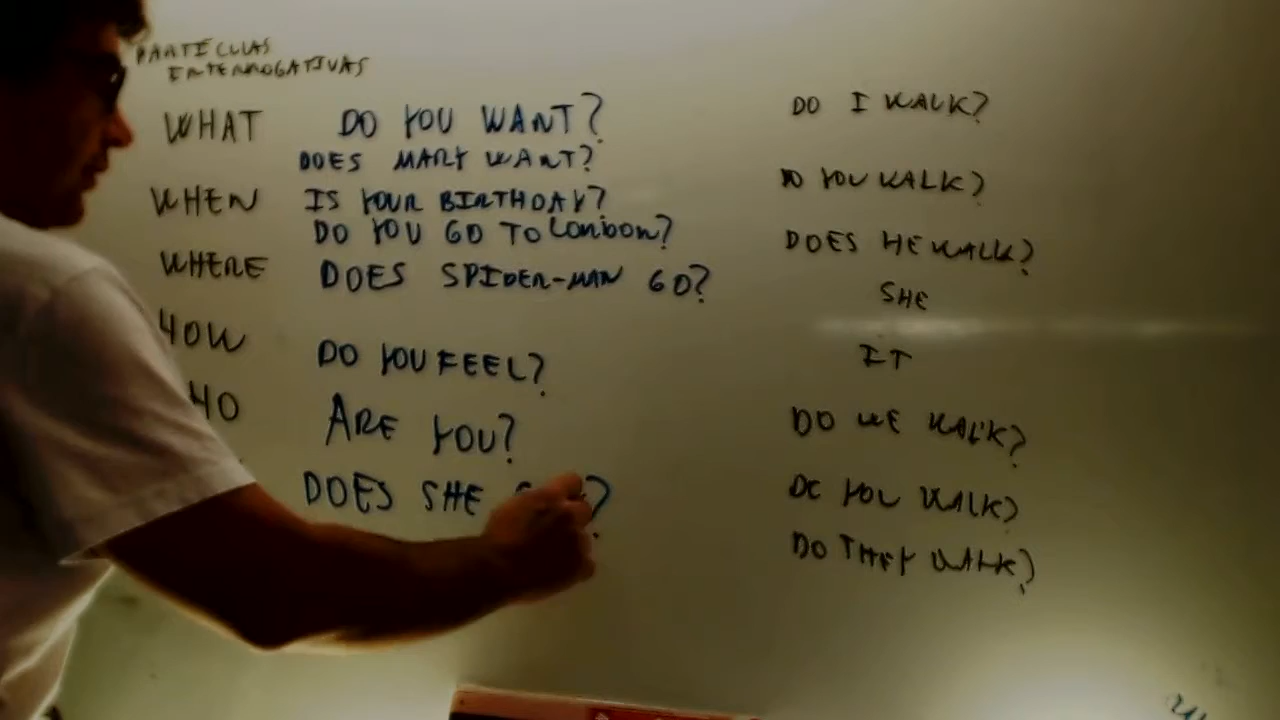 PARTÍCULAS
INTERROGATIVAS
WHAT DO YOU WANT?
DOES MARY WANT?
WHEN IS YOUR BIRTHDAY?
DO YOU GO TO LONDON?
WHERE DOES SPIDER-MAN GO?
HOW DO YOU FEEL?
HO ARE YOU?
DOES SHE ?
DO I WALK?
DO YOU WALK?
DOES HE WALK?
SHE
IT
DO WE WALK?
DO YOU WALK?
DO THEY WALK?